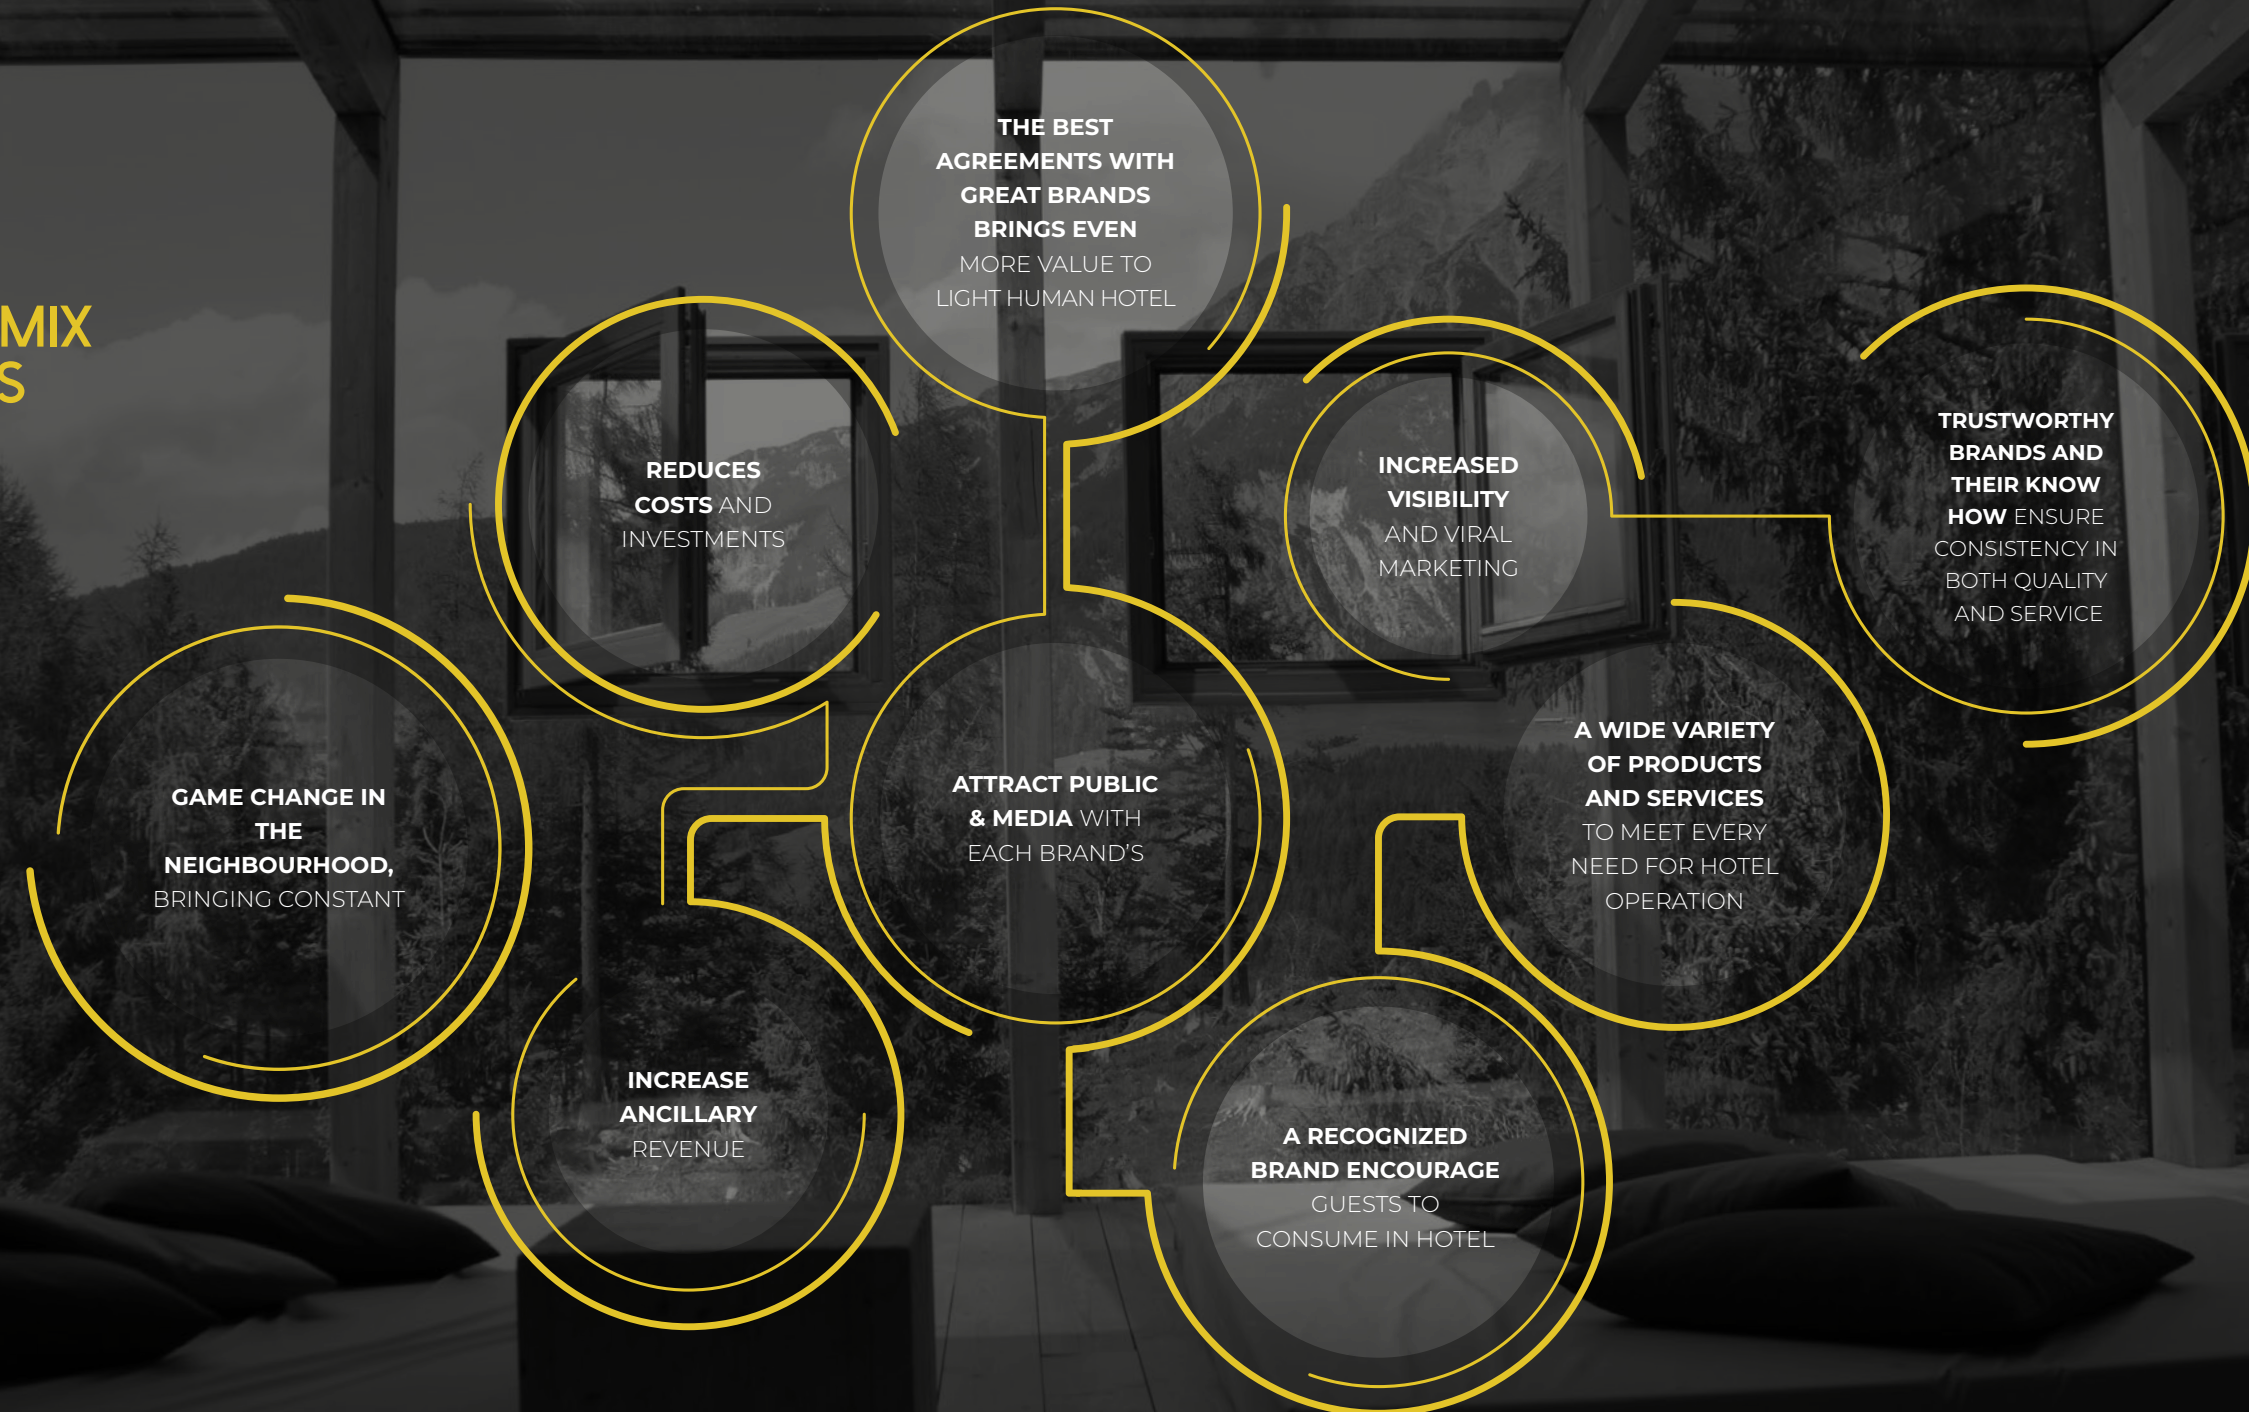 MIX
S
THE BEST
AGREEMENTS WITH
GREAT BRANDS
BRINGS EVEN
MORE VALUE TO
LIGHT HUMAN HOTEL
REDUCES
COSTS AND
INVESTMENTS
INCREASED
VISIBILITY
AND VIRAL
MARKETING
TRUSTWORTHY
BRANDS AND
THEIR KNOW
HOW ENSURE
CONSISTENCY IN
BOTH QUALITY
AND SERVICE
GAME CHANGE IN
THE
NEIGHBOURHOOD,
BRINGING CONSTANT
ATTRACT PUBLIC
& MEDIA WITH
EACH BRAND’S
A WIDE VARIETY
OF PRODUCTS
AND SERVICES
TO MEET EVERY
NEED FOR HOTEL
OPERATION
INCREASE
ANCILLARY
REVENUE
A RECOGNIZED
BRAND ENCOURAGE
GUESTS TO
CONSUME IN HOTEL